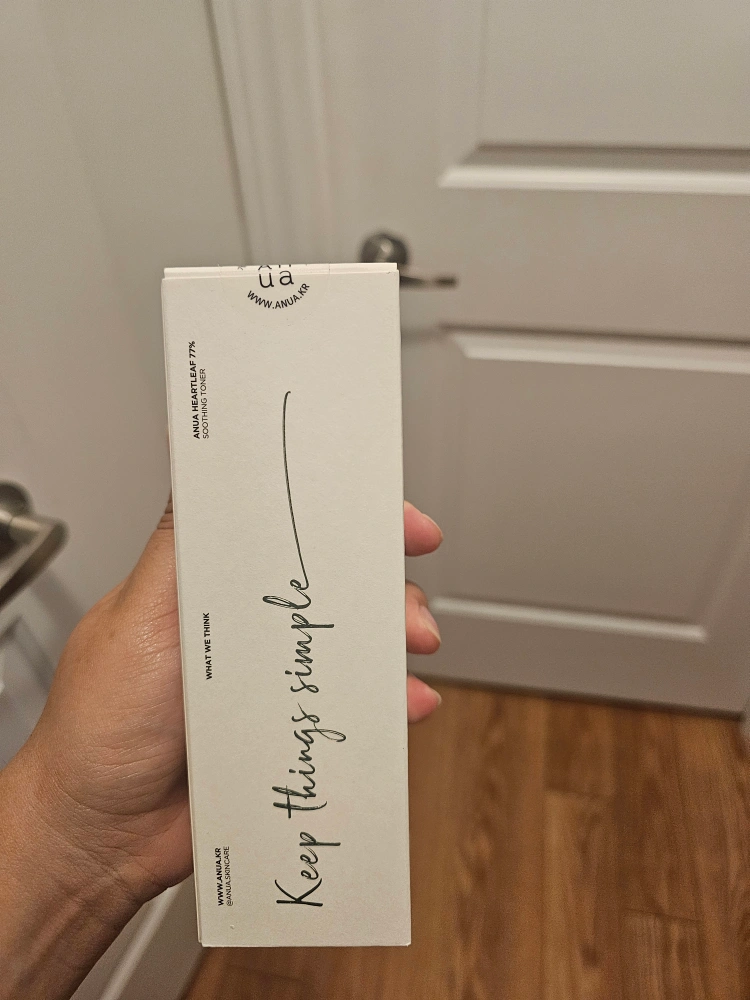 ua
WWW.ANUA.KR
ANUA HEARTLEAF 77%
SOOTHING TONER
WHAT WE THINK
Keep things simple
WWW.ANUA.KR
@ANUA.SKINCARE